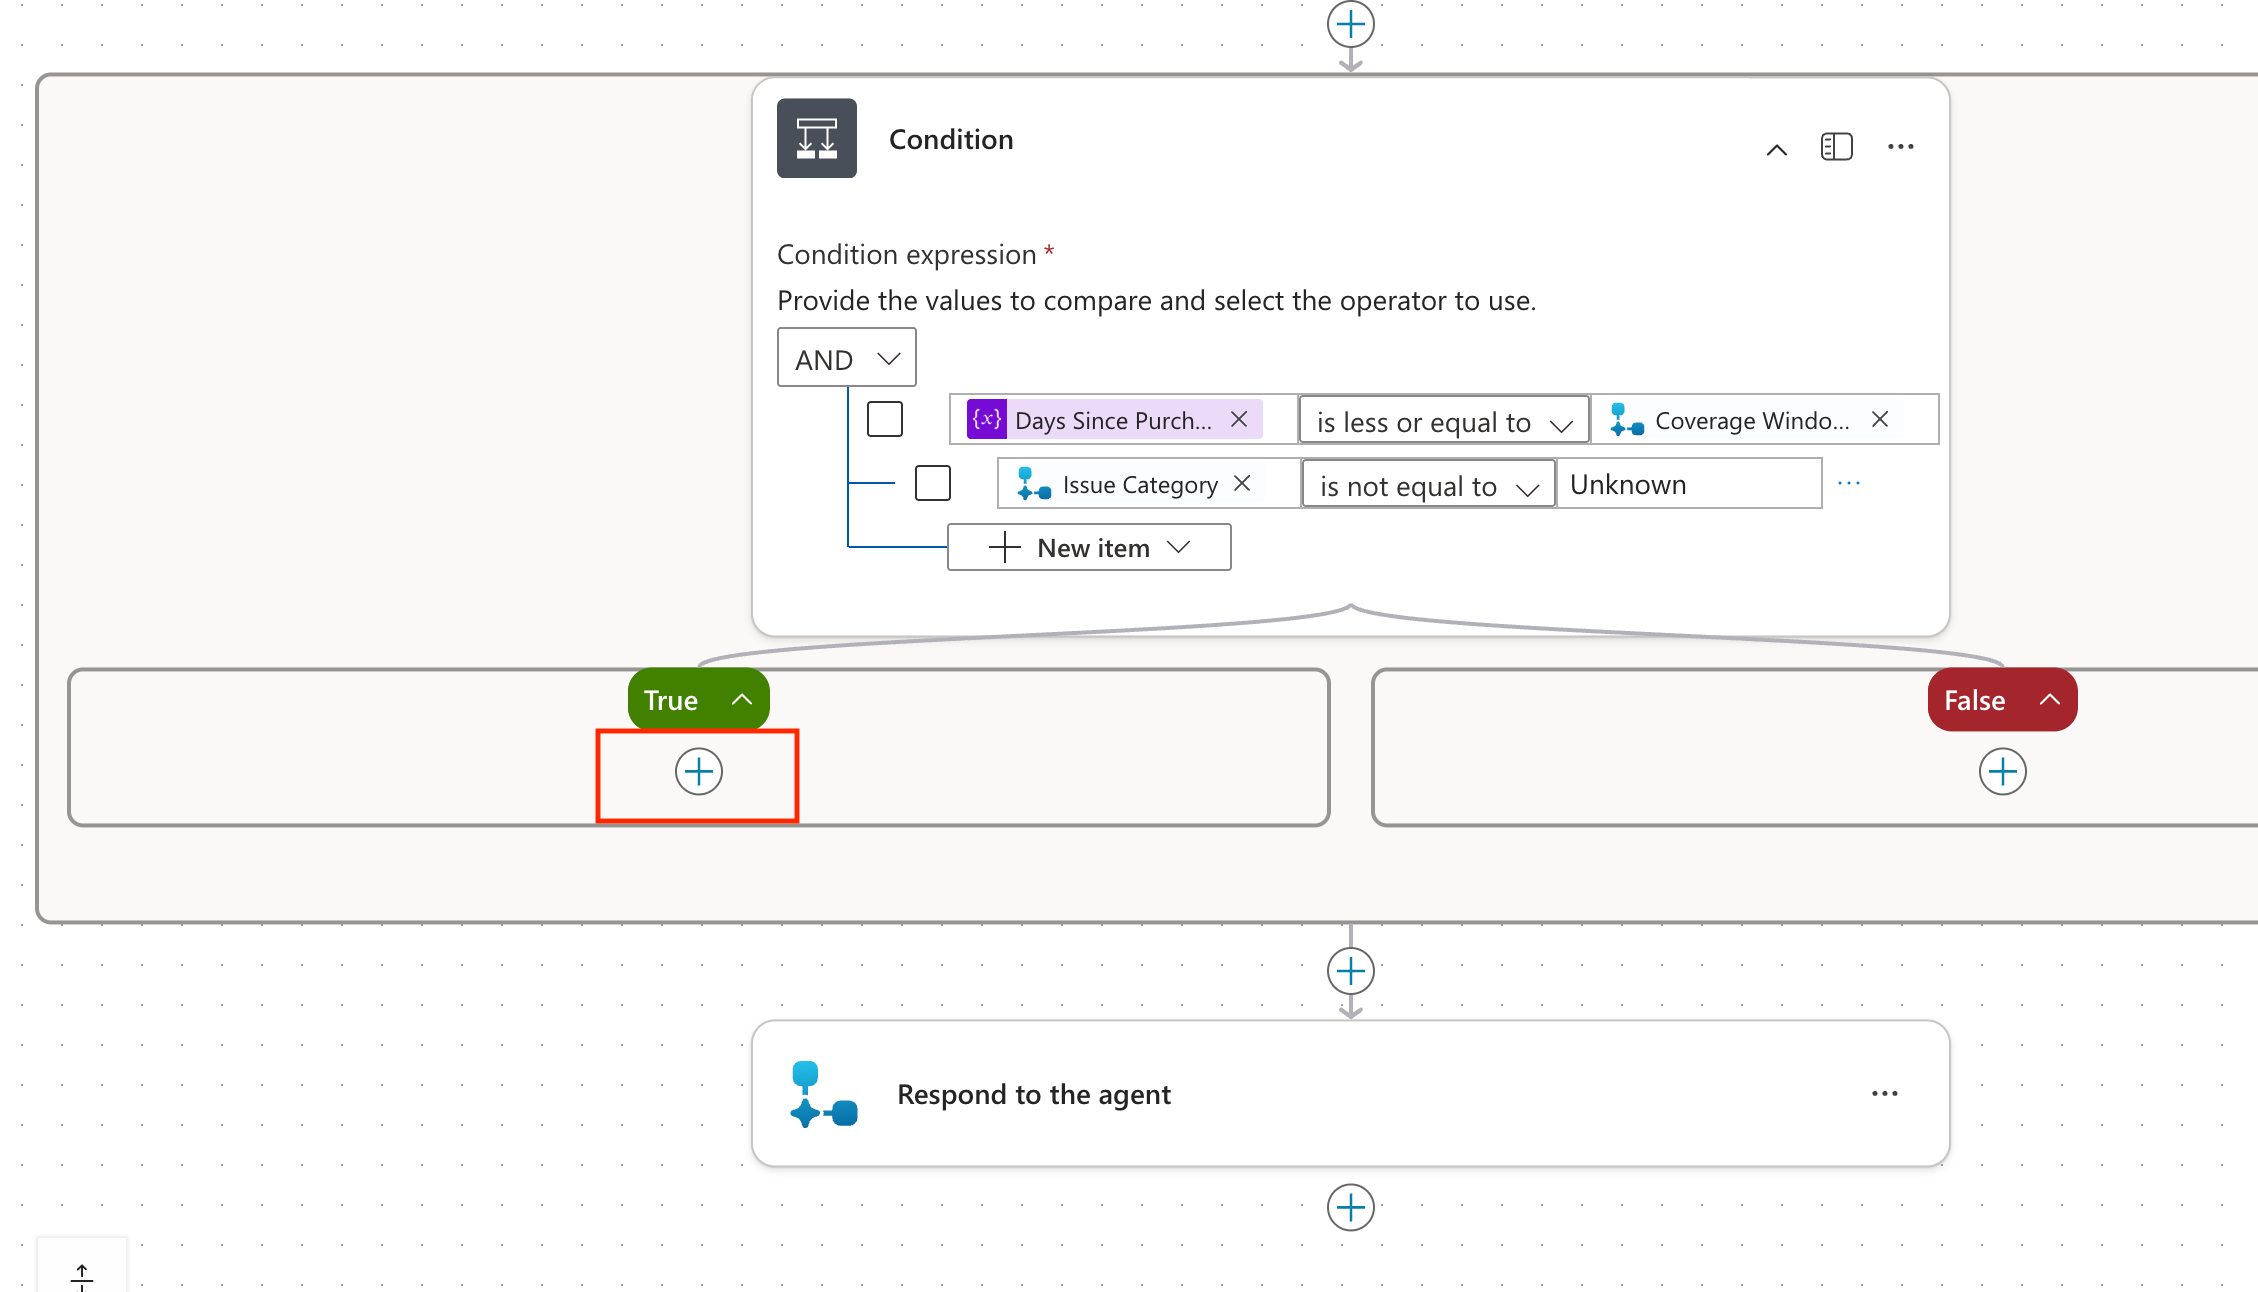 Condition
Condition expression *
Provide the values to compare and select the operator to use.
AND
{x} Days Since Purch... is less or equal to Coverage Windo...
Issue Category is not equal to Unknown
New item
True False
Respond to the agent